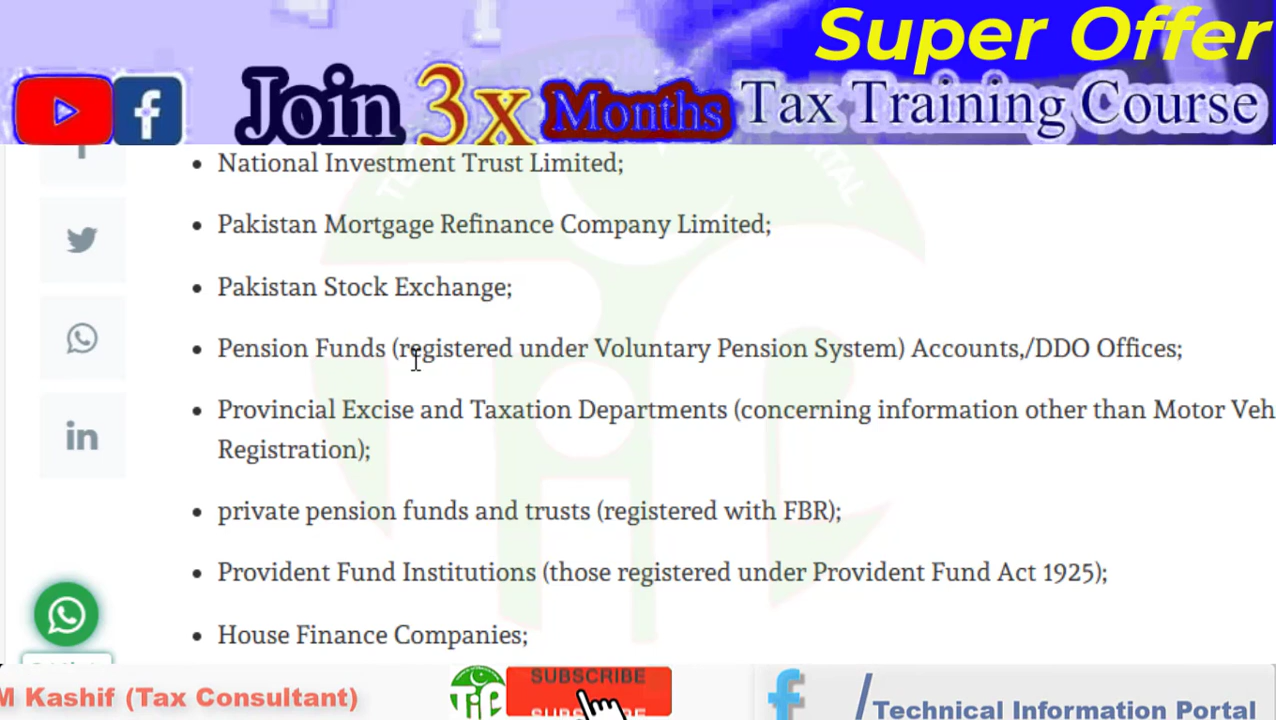 Super Offer
Join 3x Months Tax Training Course
National Investment Trust Limited;
Pakistan Mortgage Refinance Company Limited;
Pakistan Stock Exchange;
Pension Funds (registered under Voluntary Pension System) Accounts,/DDO Offices;
Provincial Excise and Taxation Departments (concerning information other than Motor Veh
Registration);
private pension funds and trusts (registered with FBR);
Provident Fund Institutions (those registered under Provident Fund Act 1925);
House Finance Companies;
M Kashif (Tax Consultant)
TiP
SUBSCRIBE
SUBSCRIBE
/Technical Information Portal